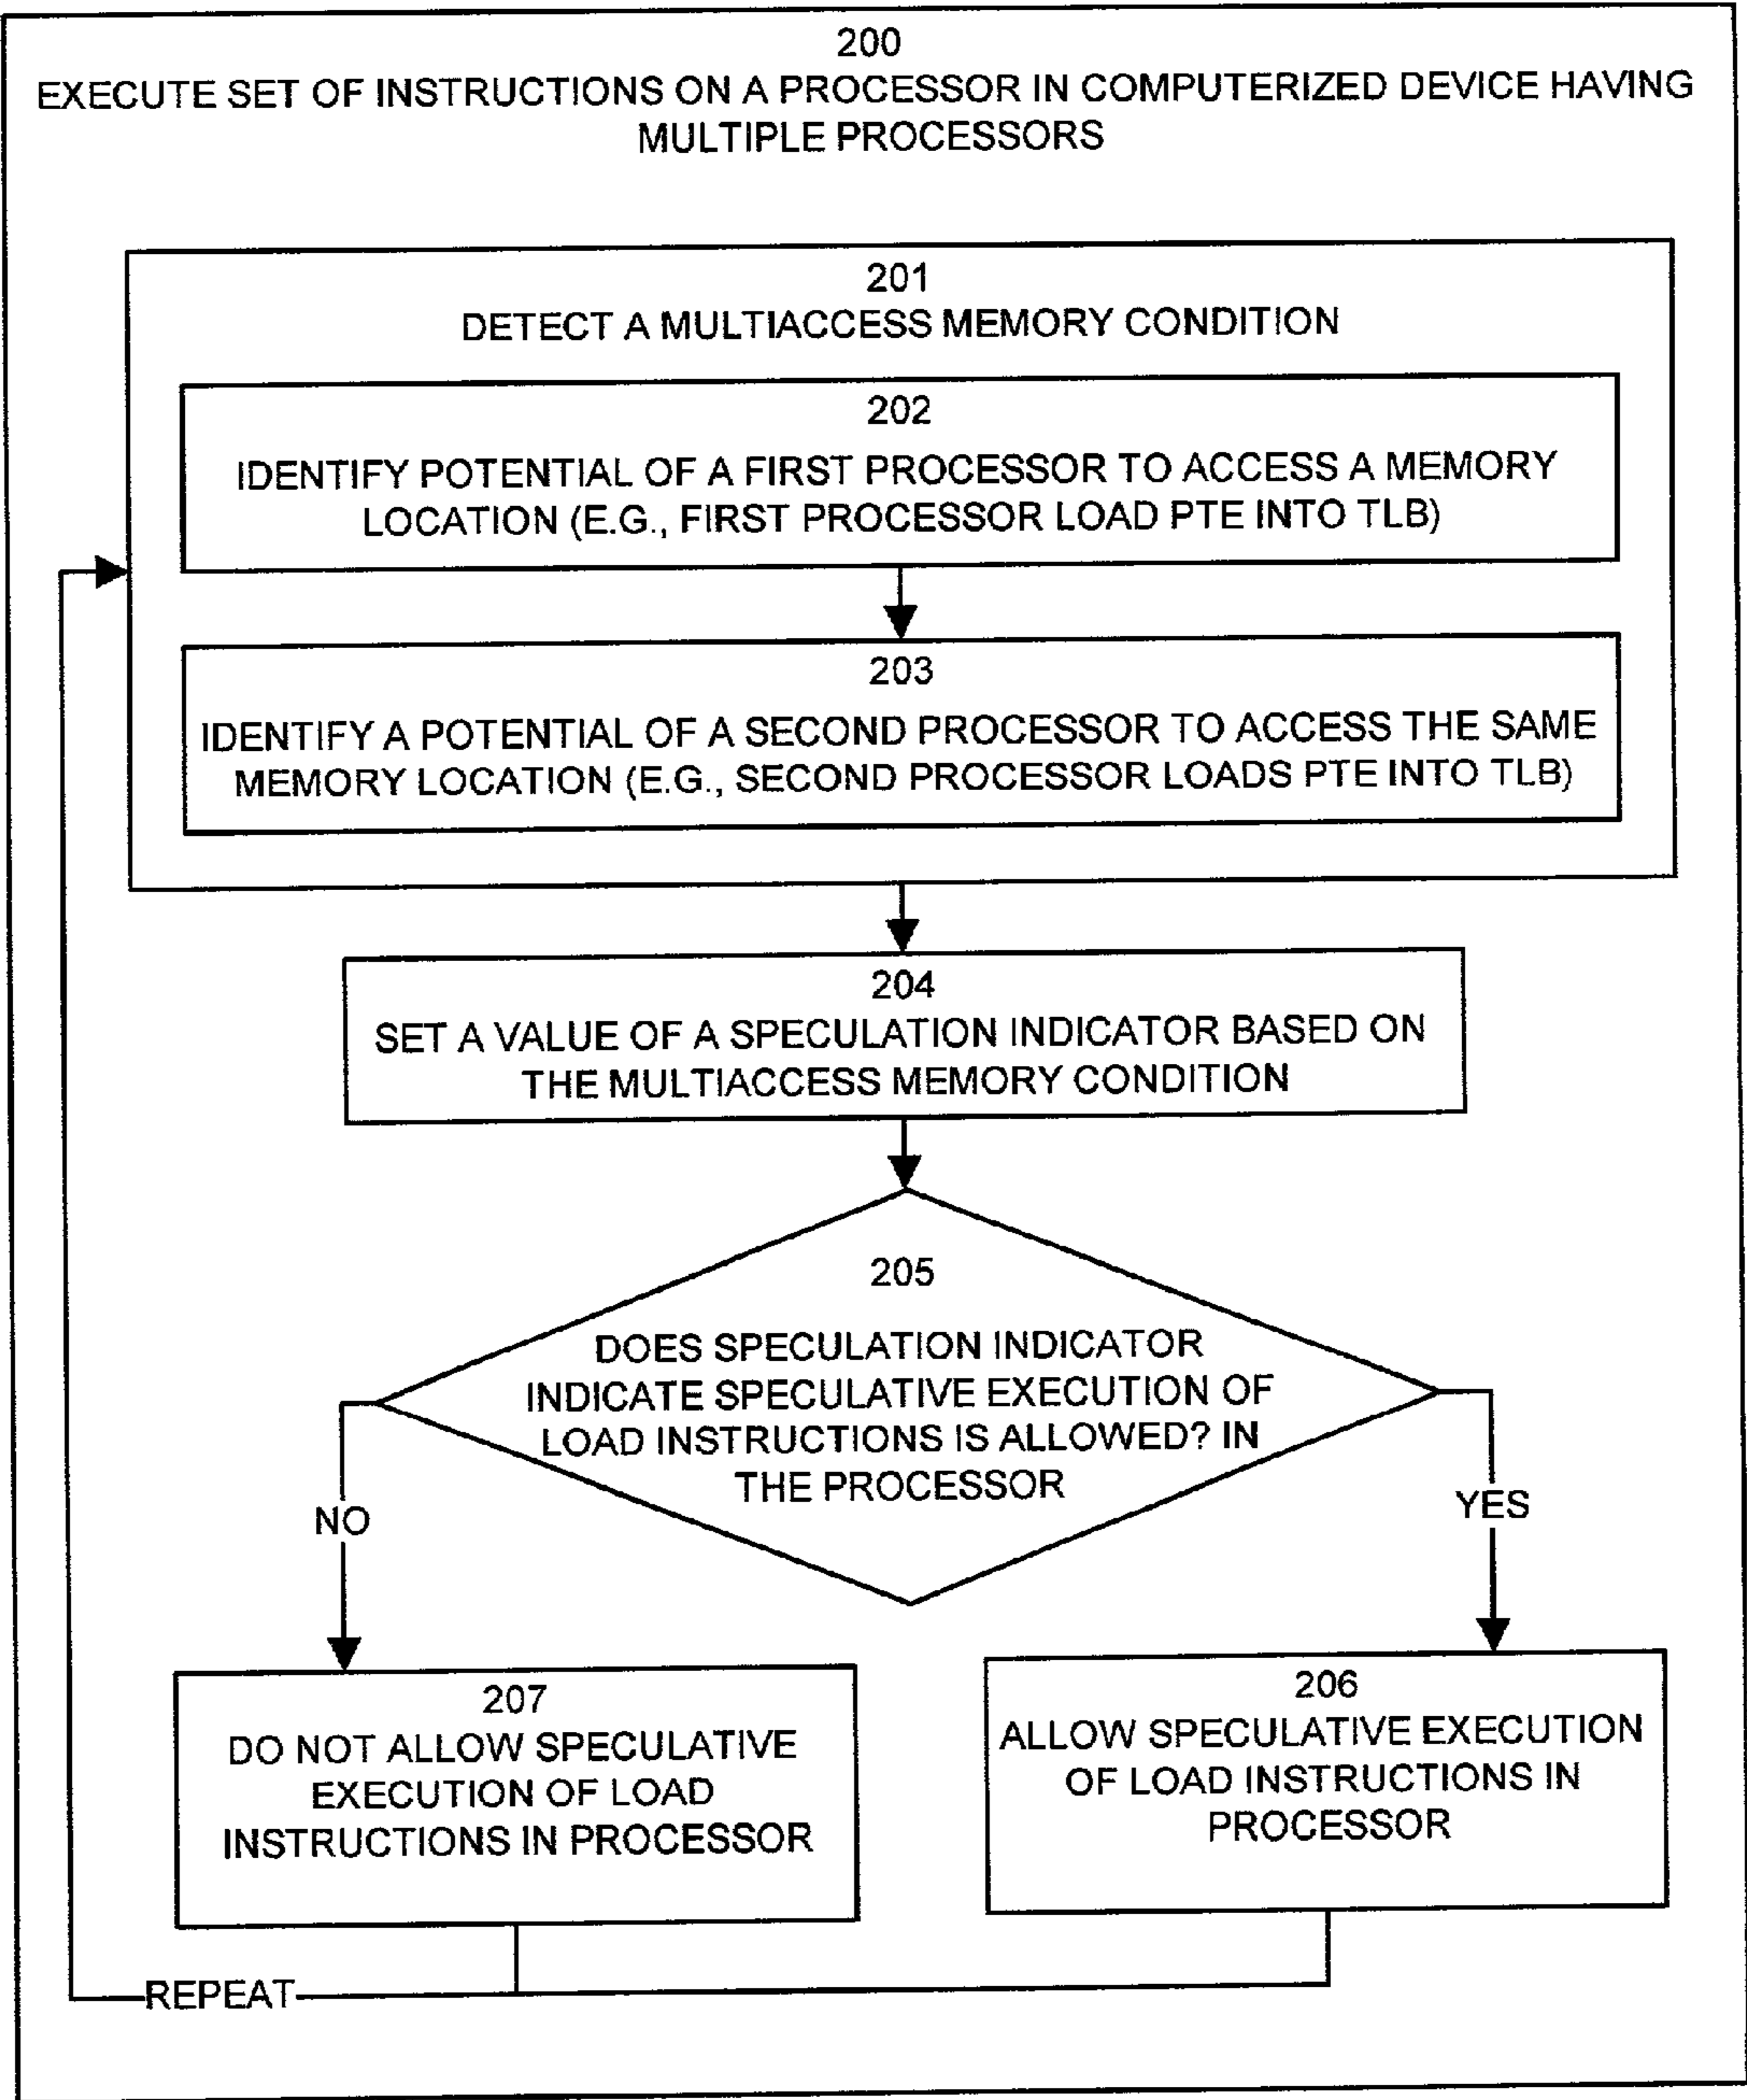 200
EXECUTE SET OF INSTRUCTIONS ON A PROCESSOR IN COMPUTERIZED DEVICE HAVING
MULTIPLE PROCESSORS
201
DETECT A MULTIACCESS MEMORY CONDITION
202
IDENTIFY POTENTIAL OF A FIRST PROCESSOR TO ACCESS A MEMORY
LOCATION (E.G., FIRST PROCESSOR LOAD PTE INTO TLB)
203
IDENTIFY A POTENTIAL OF A SECOND PROCESSOR TO ACCESS THE SAME
MEMORY LOCATION (E.G., SECOND PROCESSOR LOADS PTE INTO TLB)
204
SET A VALUE OF A SPECULATION INDICATOR BASED ON
THE MULTIACCESS MEMORY CONDITION
205
DOES SPECULATION INDICATOR
INDICATE SPECULATIVE EXECUTION OF
LOAD INSTRUCTIONS IS ALLOWED? IN
THE PROCESSOR
NO
YES
207
DO NOT ALLOW SPECULATIVE
EXECUTION OF LOAD
INSTRUCTIONS IN PROCESSOR
206
ALLOW SPECULATIVE EXECUTION
OF LOAD INSTRUCTIONS IN
PROCESSOR
REPEAT